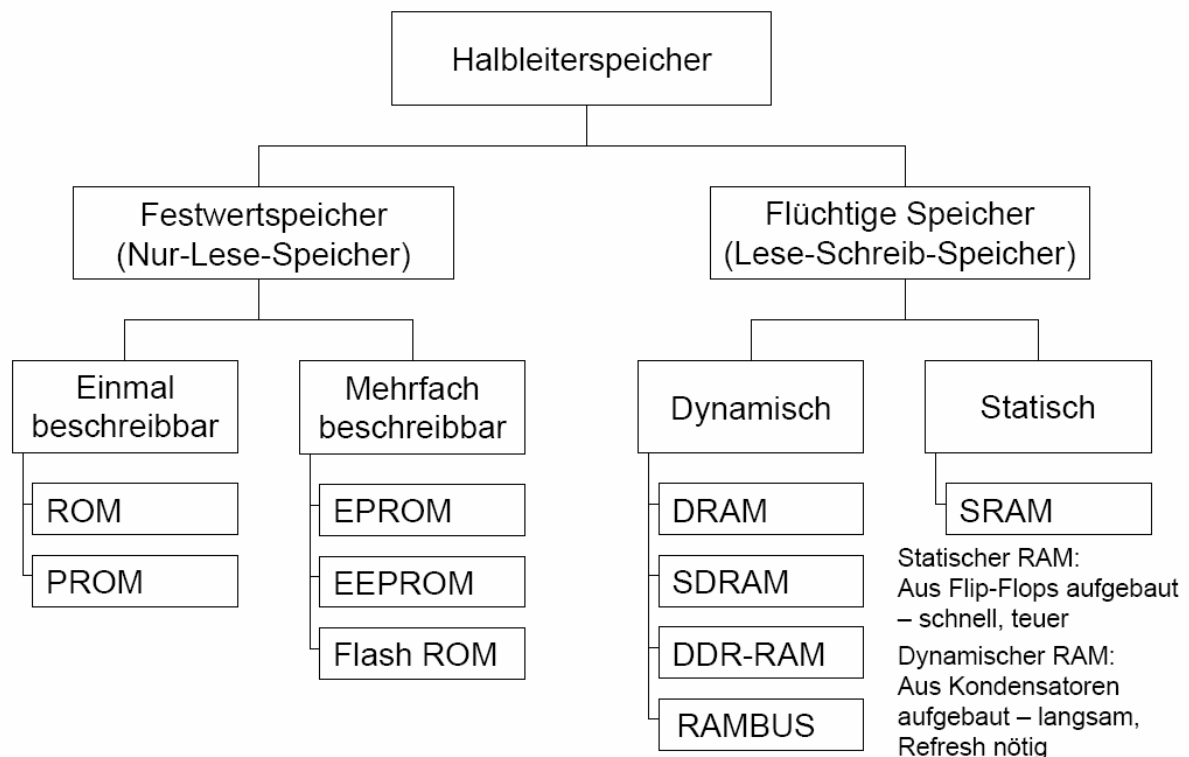 Halbleiterspeicher
Festwertspeicher
(Nur-Lese-Speicher)
Flüchtige Speicher
(Lese-Schreib-Speicher)
Einmal
beschreibbar
Mehrfach
beschreibbar
Dynamisch
Statisch
ROM
PROM
EPROM
EEPROM
Flash ROM
DRAM
SDRAM
DDR-RAM
RAMBUS
SRAM
Statischer RAM:
Aus Flip-Flops aufgebaut
– schnell, teuer
Dynamischer RAM:
Aus Kondensatoren
aufgebaut – langsam,
Refresh nötig